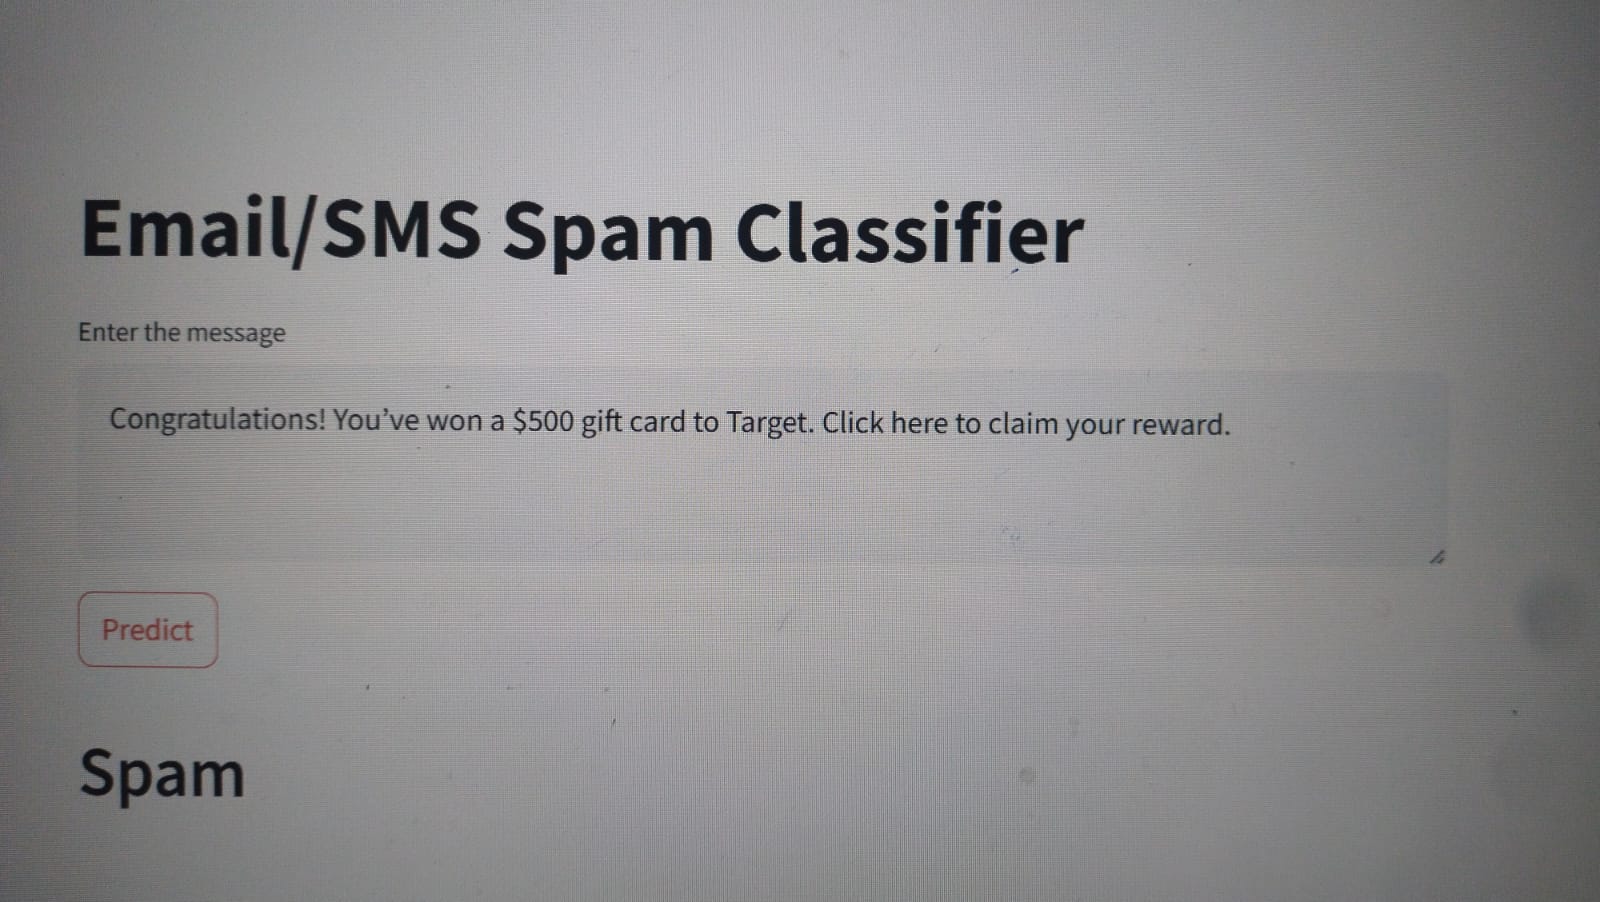 Email/SMS Spam Classifier
Enter the message
Congratulations! You’ve won a $500 gift card to Target. Click here to claim your reward.
Predict
Spam